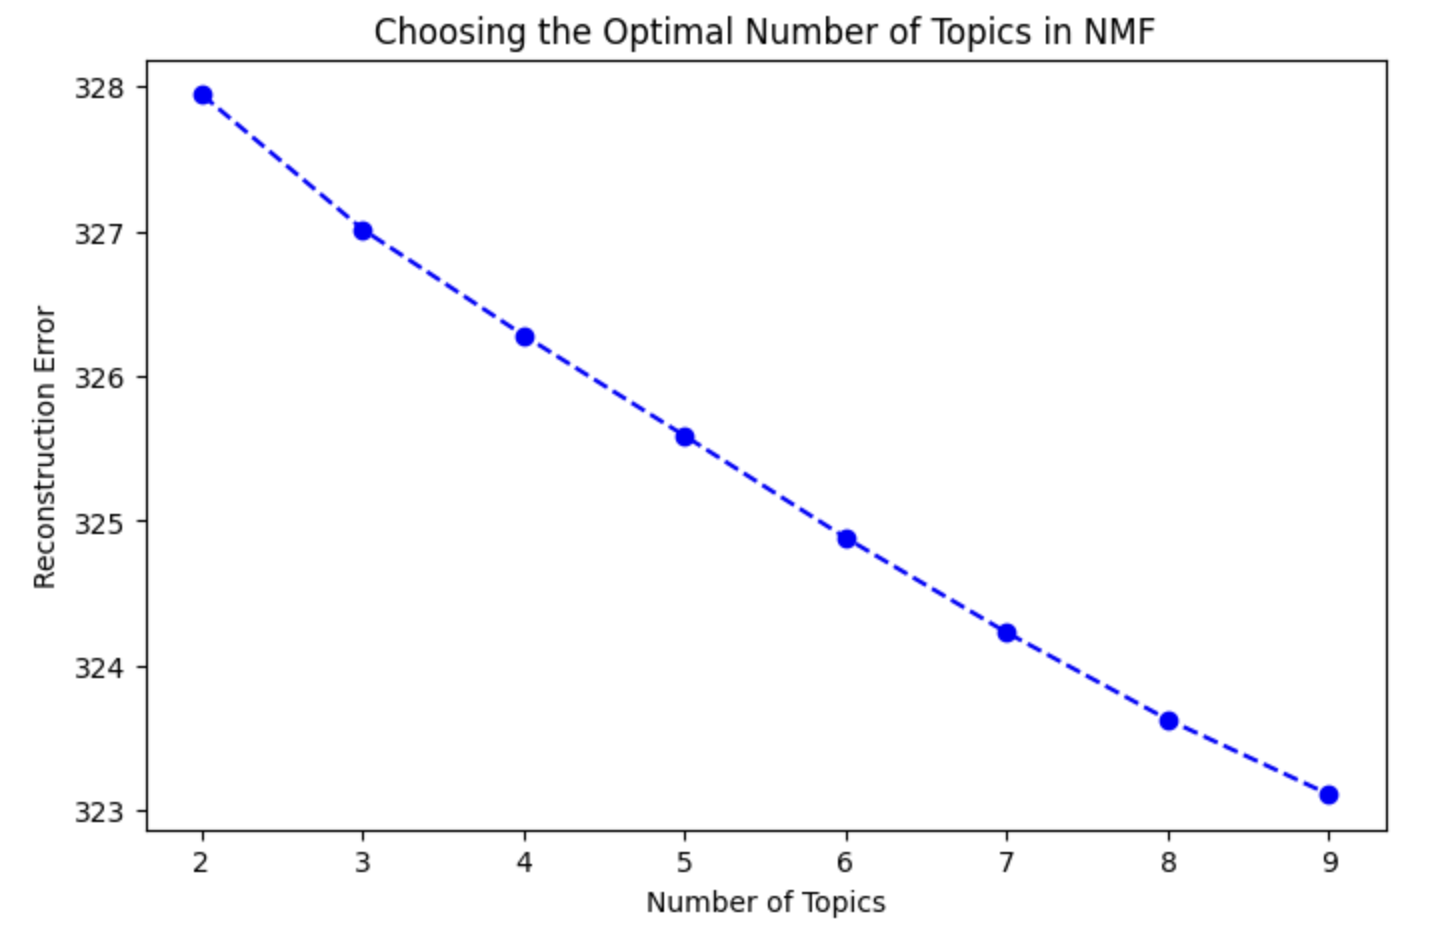 Choosing the Optimal Number of Topics in NMF
328
327
326
325
324
323
Reconstruction Error
2 3 4 5 6 7 8 9
Number of Topics